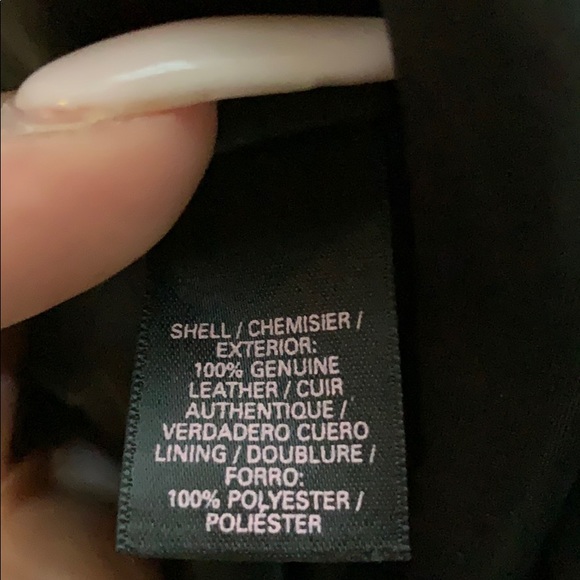 SHELL / CHEMISIER /
EXTERIOR:
100% GENUINE
LEATHER / CUIR
AUTHENTIQUE /
VERDADERO CUERO
LINING / DOUBLURE /
FORRO:
100% POLYESTER /
POLIÉSTER